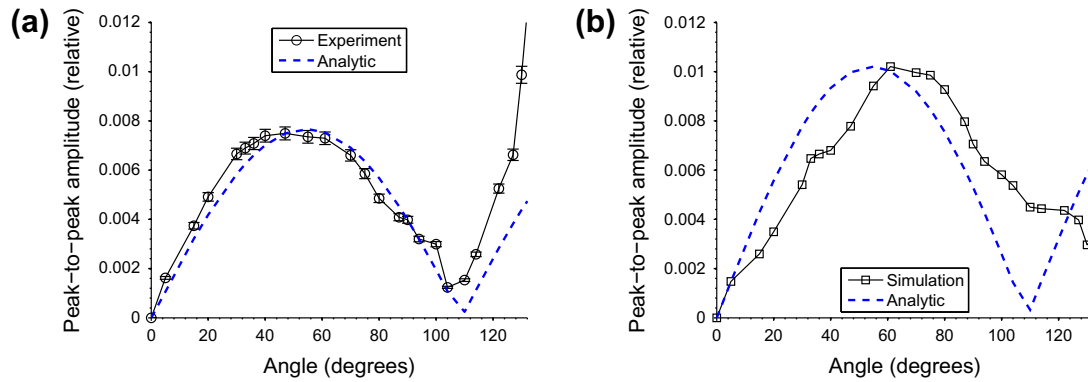 (a)
Peak−to−peak amplitude (relative)
0.012
0.01
0.008
0.006
0.004
0.002
0
0 20 40 60 80 100 120
Angle (degrees)
Experiment
Analytic
(b)
Peak−to−peak amplitude (relative)
0.012
0.01
0.008
0.006
0.004
0.002
0
0 20 40 60 80 100 120
Angle (degrees)
Simulation
Analytic